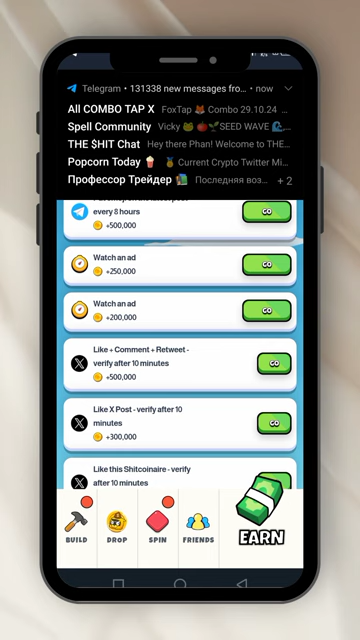 Telegram • 131338 new messages fro... • now
All COMBO TAP X FoxTap 🦊 Combo 29.10.24 ...
Spell Community Vicky 🍅🌱SEED WAVE 🌊...
THE $HIT Chat Hey there Phan! Welcome to THE...
Popcorn Today 🍿 🏅 Current Crypto Twitter Mi...
Профессор Трейдер Последняя воз... + 2
every 8 hours
+500,000
GO
Watch an ad
+250,000
GO
Watch an ad
+200,000
GO
Like + Comment + Retweet -
verify after 10 minutes
+500,000
GO
Like X Post - verify after 10
minutes
+300,000
GO
Like this Shitcoinaire - verify
after 10 minutes
BUILD
DROP
SPIN
FRIENDS
EARN